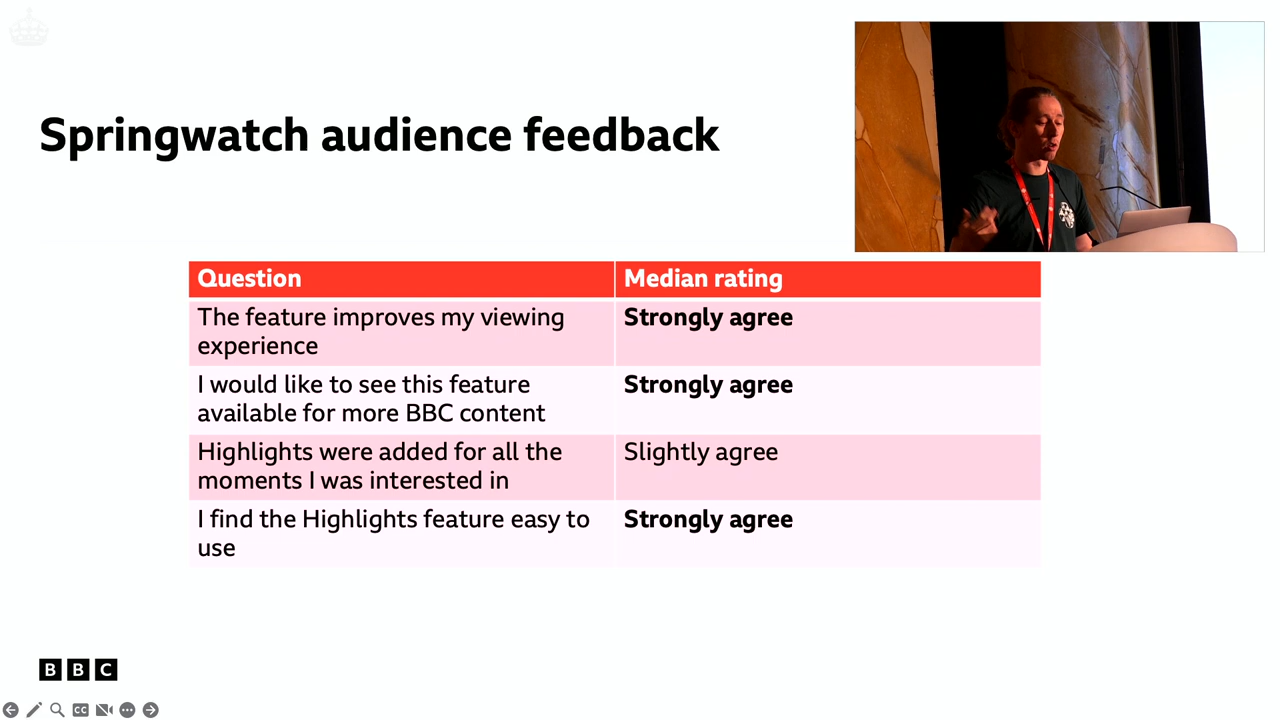 Springwatch audience feedback
Question
Median rating
The feature improves my viewing
experience
Strongly agree
I would like to see this feature
available for more BBC content
Strongly agree
Highlights were added for all the
moments I was interested in
Slightly agree
I find the Highlights feature easy to
use
Strongly agree
BBC
CC